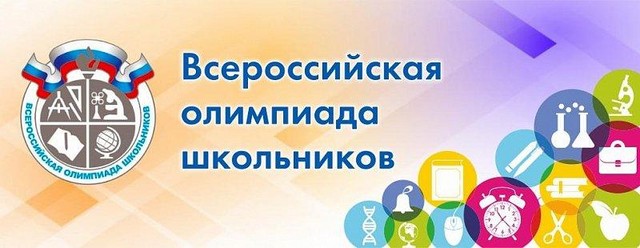 ВСЕРОССИЙСКАЯ ОЛИМПИАДА ШКОЛЬНИКОВ
Всероссийская
олимпиада
школьников